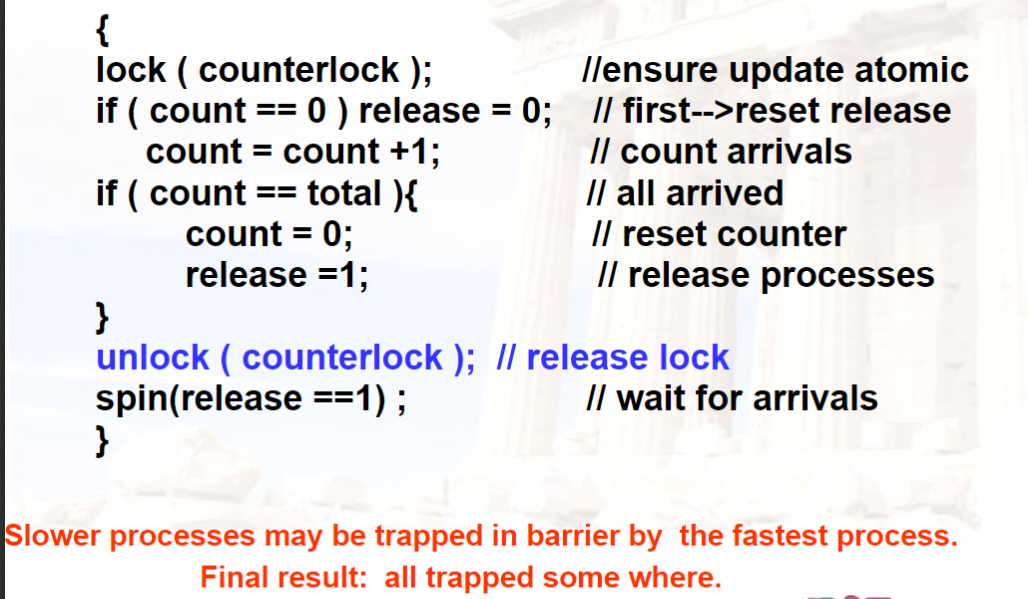 {
lock ( counterlock ); //ensure update atomic
if ( count == 0 ) release = 0; // first-->reset release
count = count +1; // count arrivals
if ( count == total ){ // all arrived
count = 0; // reset counter
release =1; // release processes
}
unlock ( counterlock ); // release lock
spin(release ==1) ; // wait for arrivals
}
Slower processes may be trapped in barrier by the fastest process.
Final result: all trapped some where.